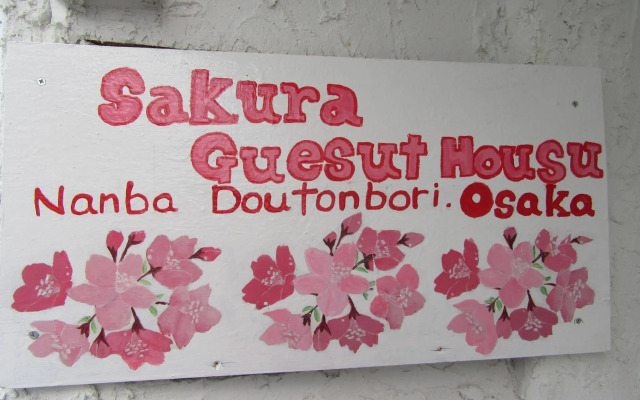 Sakura
Guesut Housu
Nanba Doutonbori. Osaka